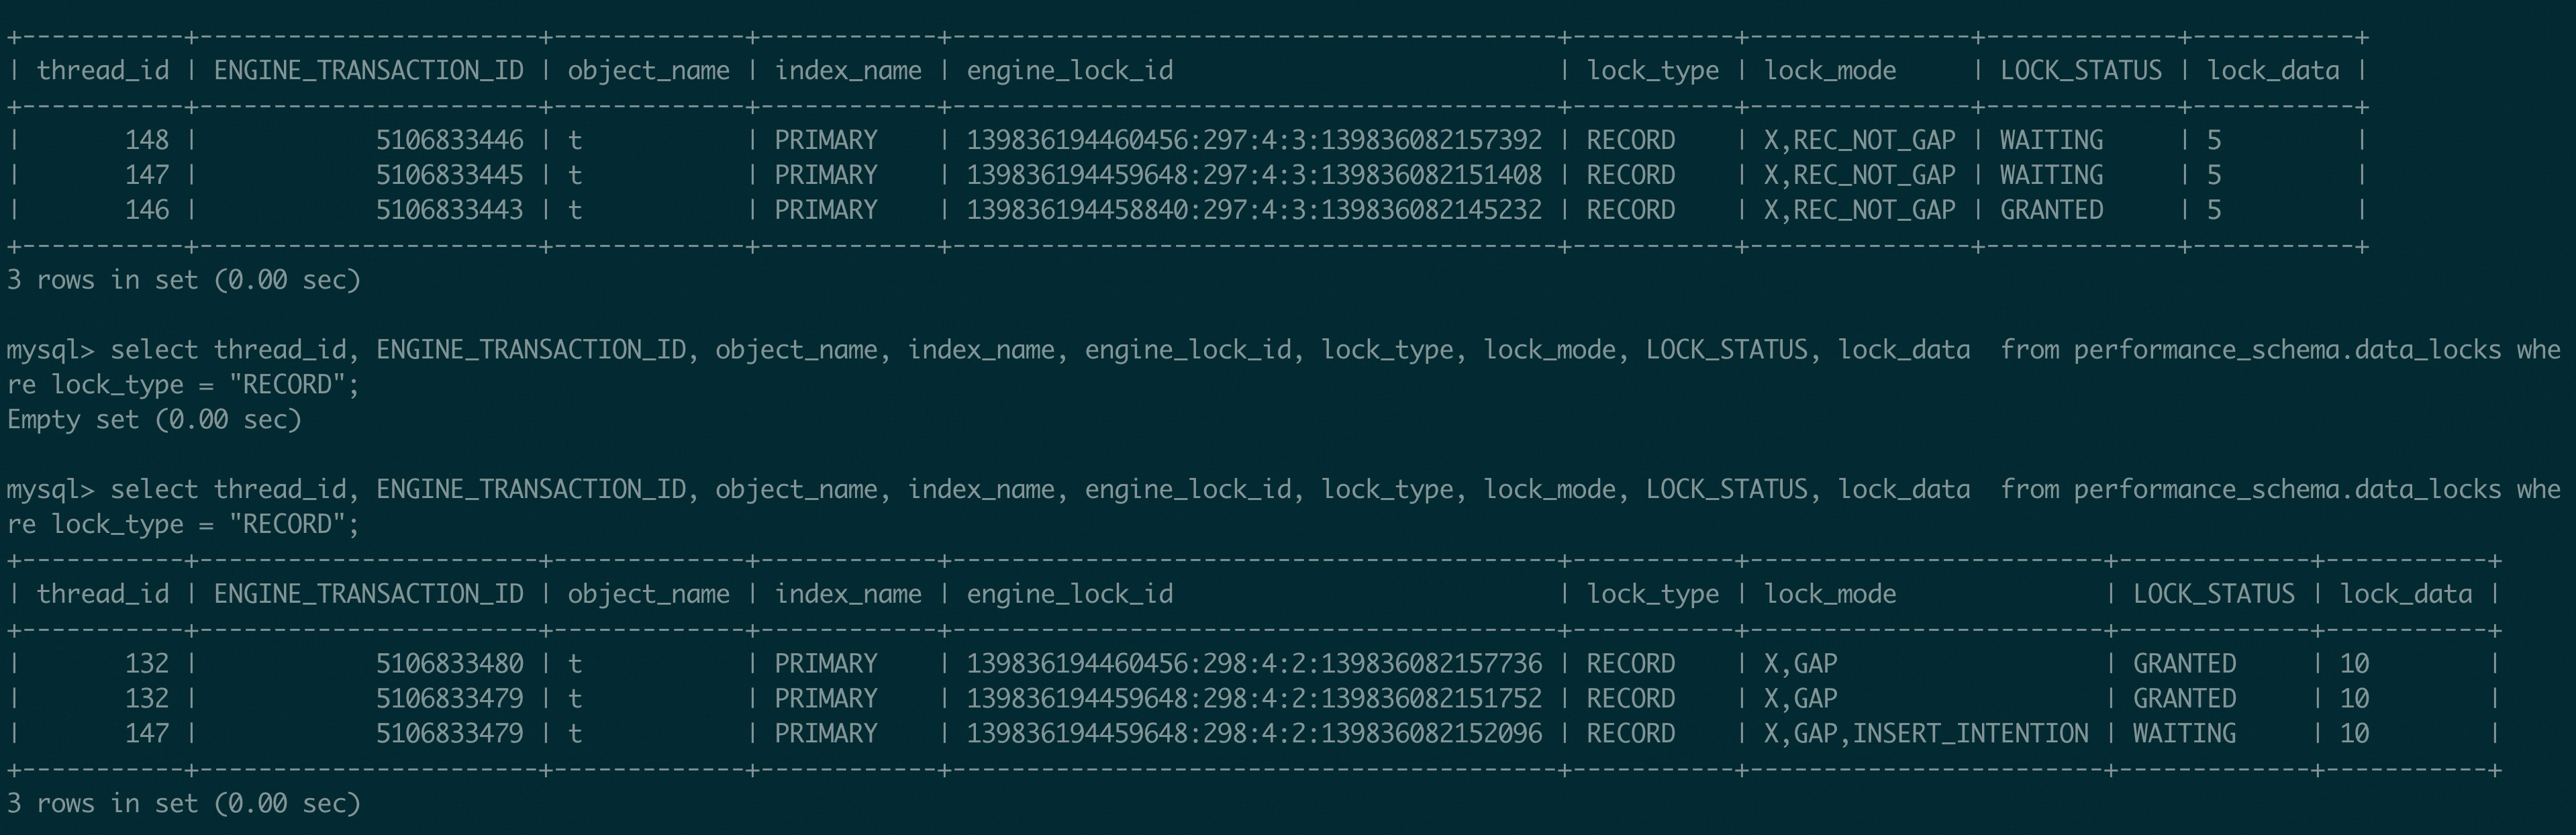 +-----------+-----------------------+-------------+------------+----------------------------------------+-----------+---------------+-------------+-----------+
| thread_id | ENGINE_TRANSACTION_ID | object_name | index_name | engine_lock_id                         | lock_type | lock_mode     | LOCK_STATUS | lock_data |
+-----------+-----------------------+-------------+------------+----------------------------------------+-----------+---------------+-------------+-----------+
|       148 |            5106833446 | t           | PRIMARY    | 139836194460456:297:4:3:139836082157392 | RECORD    | X,REC_NOT_GAP | WAITING     | 5         |
|       147 |            5106833445 | t           | PRIMARY    | 139836194459648:297:4:3:139836082151408 | RECORD    | X,REC_NOT_GAP | WAITING     | 5         |
|       146 |            5106833443 | t           | PRIMARY    | 139836194458840:297:4:3:139836082145232 | RECORD    | X,REC_NOT_GAP | GRANTED     | 5         |
+-----------+-----------------------+-------------+------------+----------------------------------------+-----------+---------------+-------------+-----------+
3 rows in set (0.00 sec)

mysql> select thread_id, ENGINE_TRANSACTION_ID, object_name, index_name, engine_lock_id, lock_type, lock_mode, LOCK_STATUS, lock_data  from performance_schema.data_locks whe
re lock_type = "RECORD";
Empty set (0.00 sec)

mysql> select thread_id, ENGINE_TRANSACTION_ID, object_name, index_name, engine_lock_id, lock_type, lock_mode, LOCK_STATUS, lock_data  from performance_schema.data_locks whe
re lock_type = "RECORD";
+-----------+-----------------------+-------------+------------+----------------------------------------+-----------+------------------------+-------------+-----------+
| thread_id | ENGINE_TRANSACTION_ID | object_name | index_name | engine_lock_id                         | lock_type | lock_mode              | LOCK_STATUS | lock_data |
+-----------+-----------------------+-------------+------------+----------------------------------------+-----------+------------------------+-------------+-----------+
|       132 |            5106833480 | t           | PRIMARY    | 139836194460456:298:4:2:139836082157736 | RECORD    | X,GAP                  | GRANTED     | 10        |
|       132 |            5106833479 | t           | PRIMARY    | 139836194459648:298:4:2:139836082151752 | RECORD    | X,GAP                  | GRANTED     | 10        |
|       147 |            5106833479 | t           | PRIMARY    | 139836194459648:298:4:2:139836082152096 | RECORD    | X,GAP,INSERT_INTENTION | WAITING     | 10        |
+-----------+-----------------------+-------------+------------+----------------------------------------+-----------+------------------------+-------------+-----------+
3 rows in set (0.00 sec)